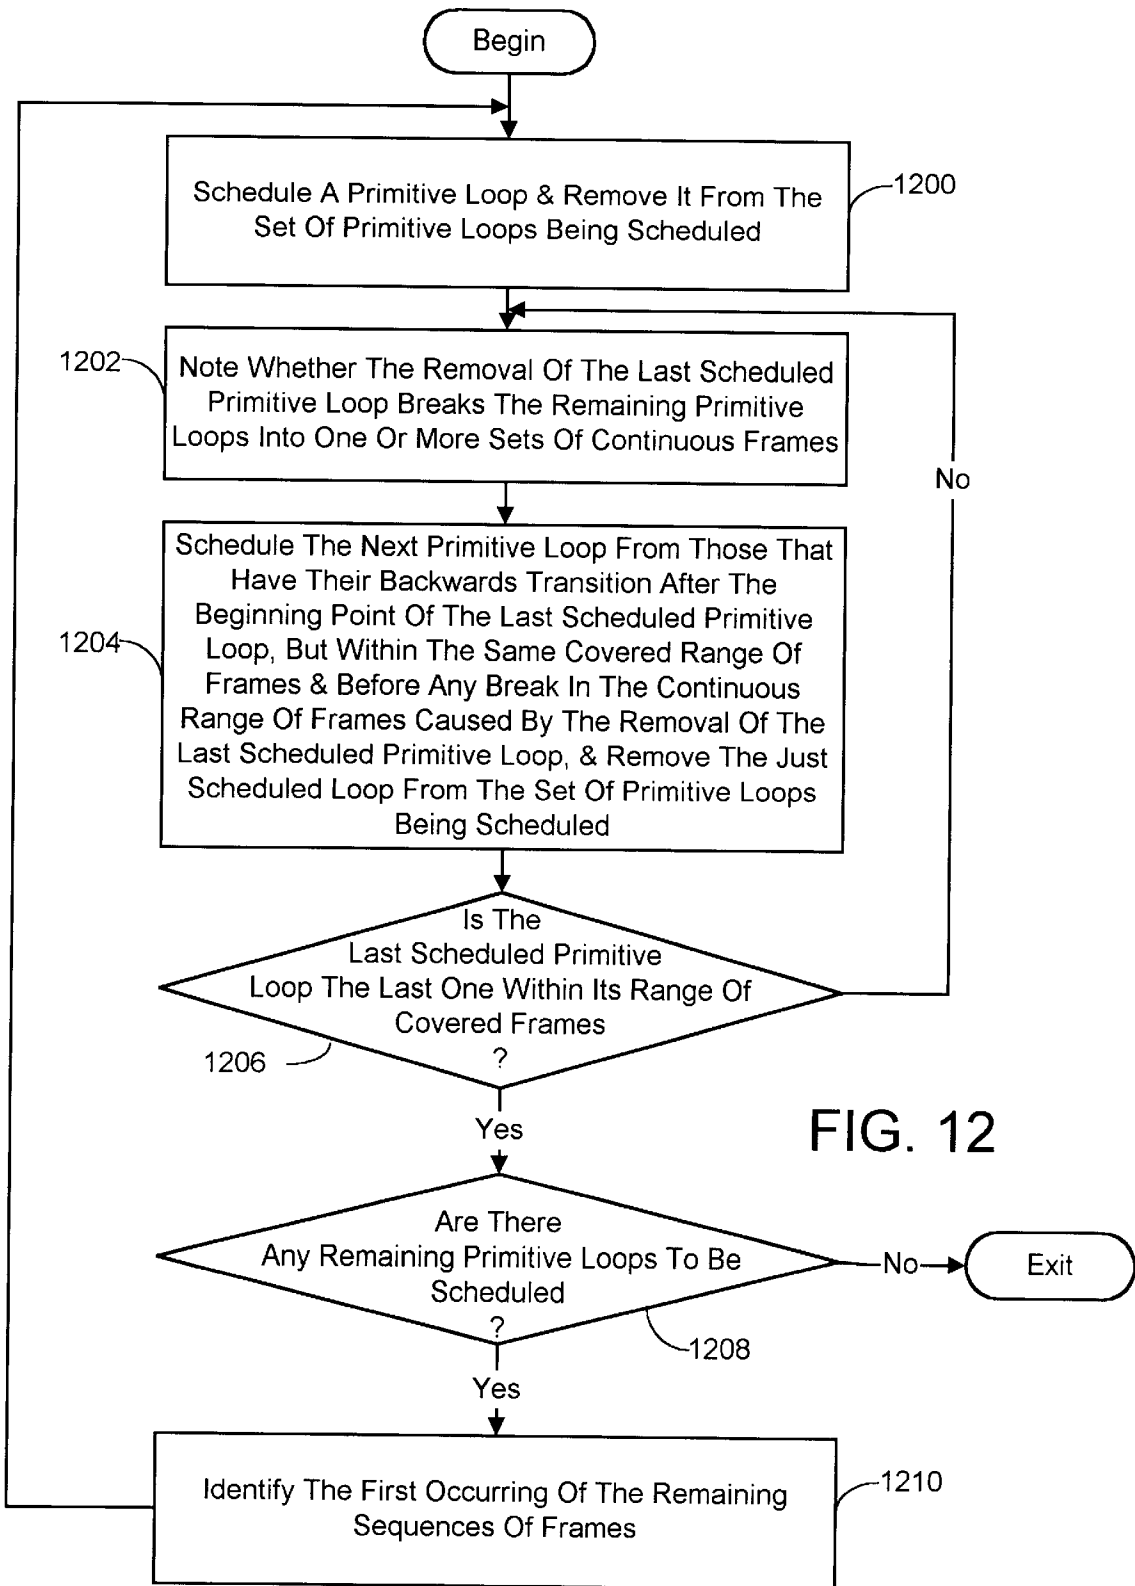 Begin
Schedule A Primitive Loop & Remove It From The
Set Of Primitive Loops Being Scheduled
1200
1202
Note Whether The Removal Of The Last Scheduled
Primitive Loop Breaks The Remaining Primitive
Loops Into One Or More Sets Of Continuous Frames
No
Schedule The Next Primitive Loop From Those That
Have Their Backwards Transition After The
Beginning Point Of The Last Scheduled Primitive
Loop, But Within The Same Covered Range Of
Frames & Before Any Break In The Continuous
Range Of Frames Caused By The Removal Of The
Last Scheduled Primitive Loop, & Remove The Just
Scheduled Loop From The Set Of Primitive Loops
Being Scheduled
1204
Is The
Last Scheduled Primitive
Loop The Last One Within Its Range Of
Covered Frames
?
1206
Yes
FIG. 12
Are There
Any Remaining Primitive Loops To Be
Scheduled
?
No
Exit
1208
Yes
Identify The First Occurring Of The Remaining
Sequences Of Frames
1210